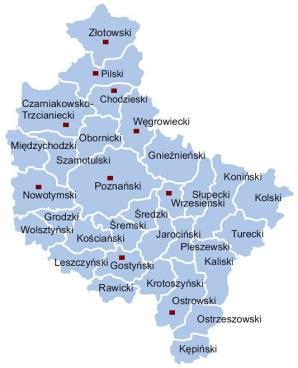 Złotowski
Pilski
Chodzieski
Czarniakowsko-
Trzcianiecki
Węgrowiecki
Obornicki
Międzychodzki
Gnieźnieński
Szamotulski
Koniński
Poznański
Słupecki
Kolski
Nowotymski
Wrzesieński
Grodzki
Średzki
Wolsztyński
Śremski
Kościański
Jarociński
Turecki
Pleszewski
Leszczyński
Gostyński
Kaliski
Rawicki
Krotoszyński
Ostrowski
Ostrzeszowski
Kępiński